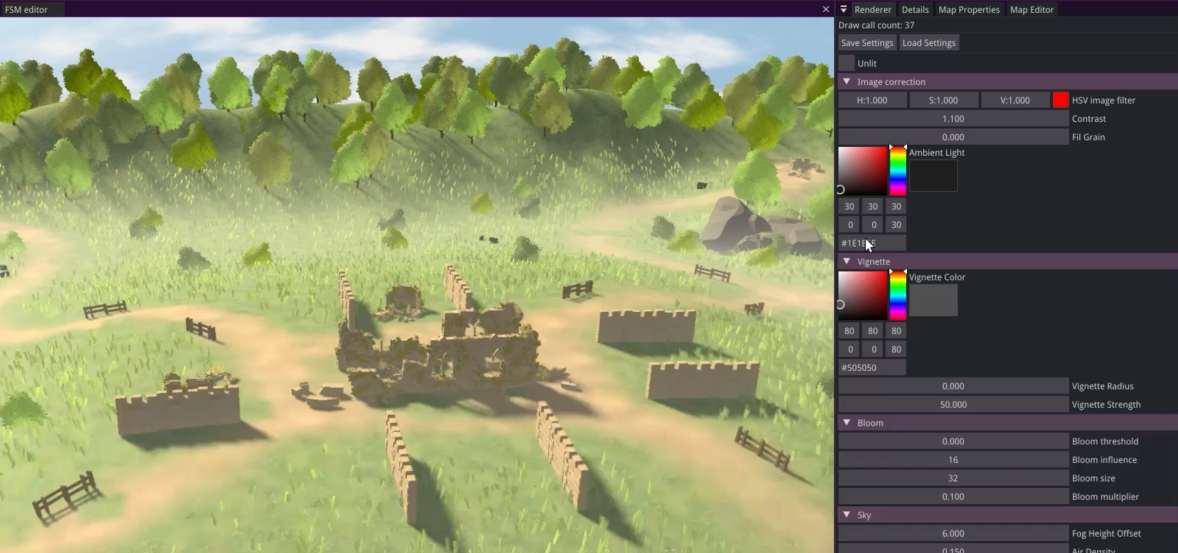 FSM editor
Renderer Details Map Properties Map Editor
Draw call count: 37
Save Settings Load Settings
Unlit
Image correction
H:1.000 S:1.000 V:1.000 HSV image filter
1.100 Contrast
0.000 Fil Grain
Ambient Light
30 30 30
0 0 30
Vignette
Vignette Color
80 80 80
0 0 80
#505050
0.000 Vignette Radius
50.000 Vignette Strength
Bloom
0.000 Bloom threshold
16 Bloom influence
32 Bloom size
0.100 Bloom multiplier
Sky
6.000 Fog Height Offset
0.150 Air Density